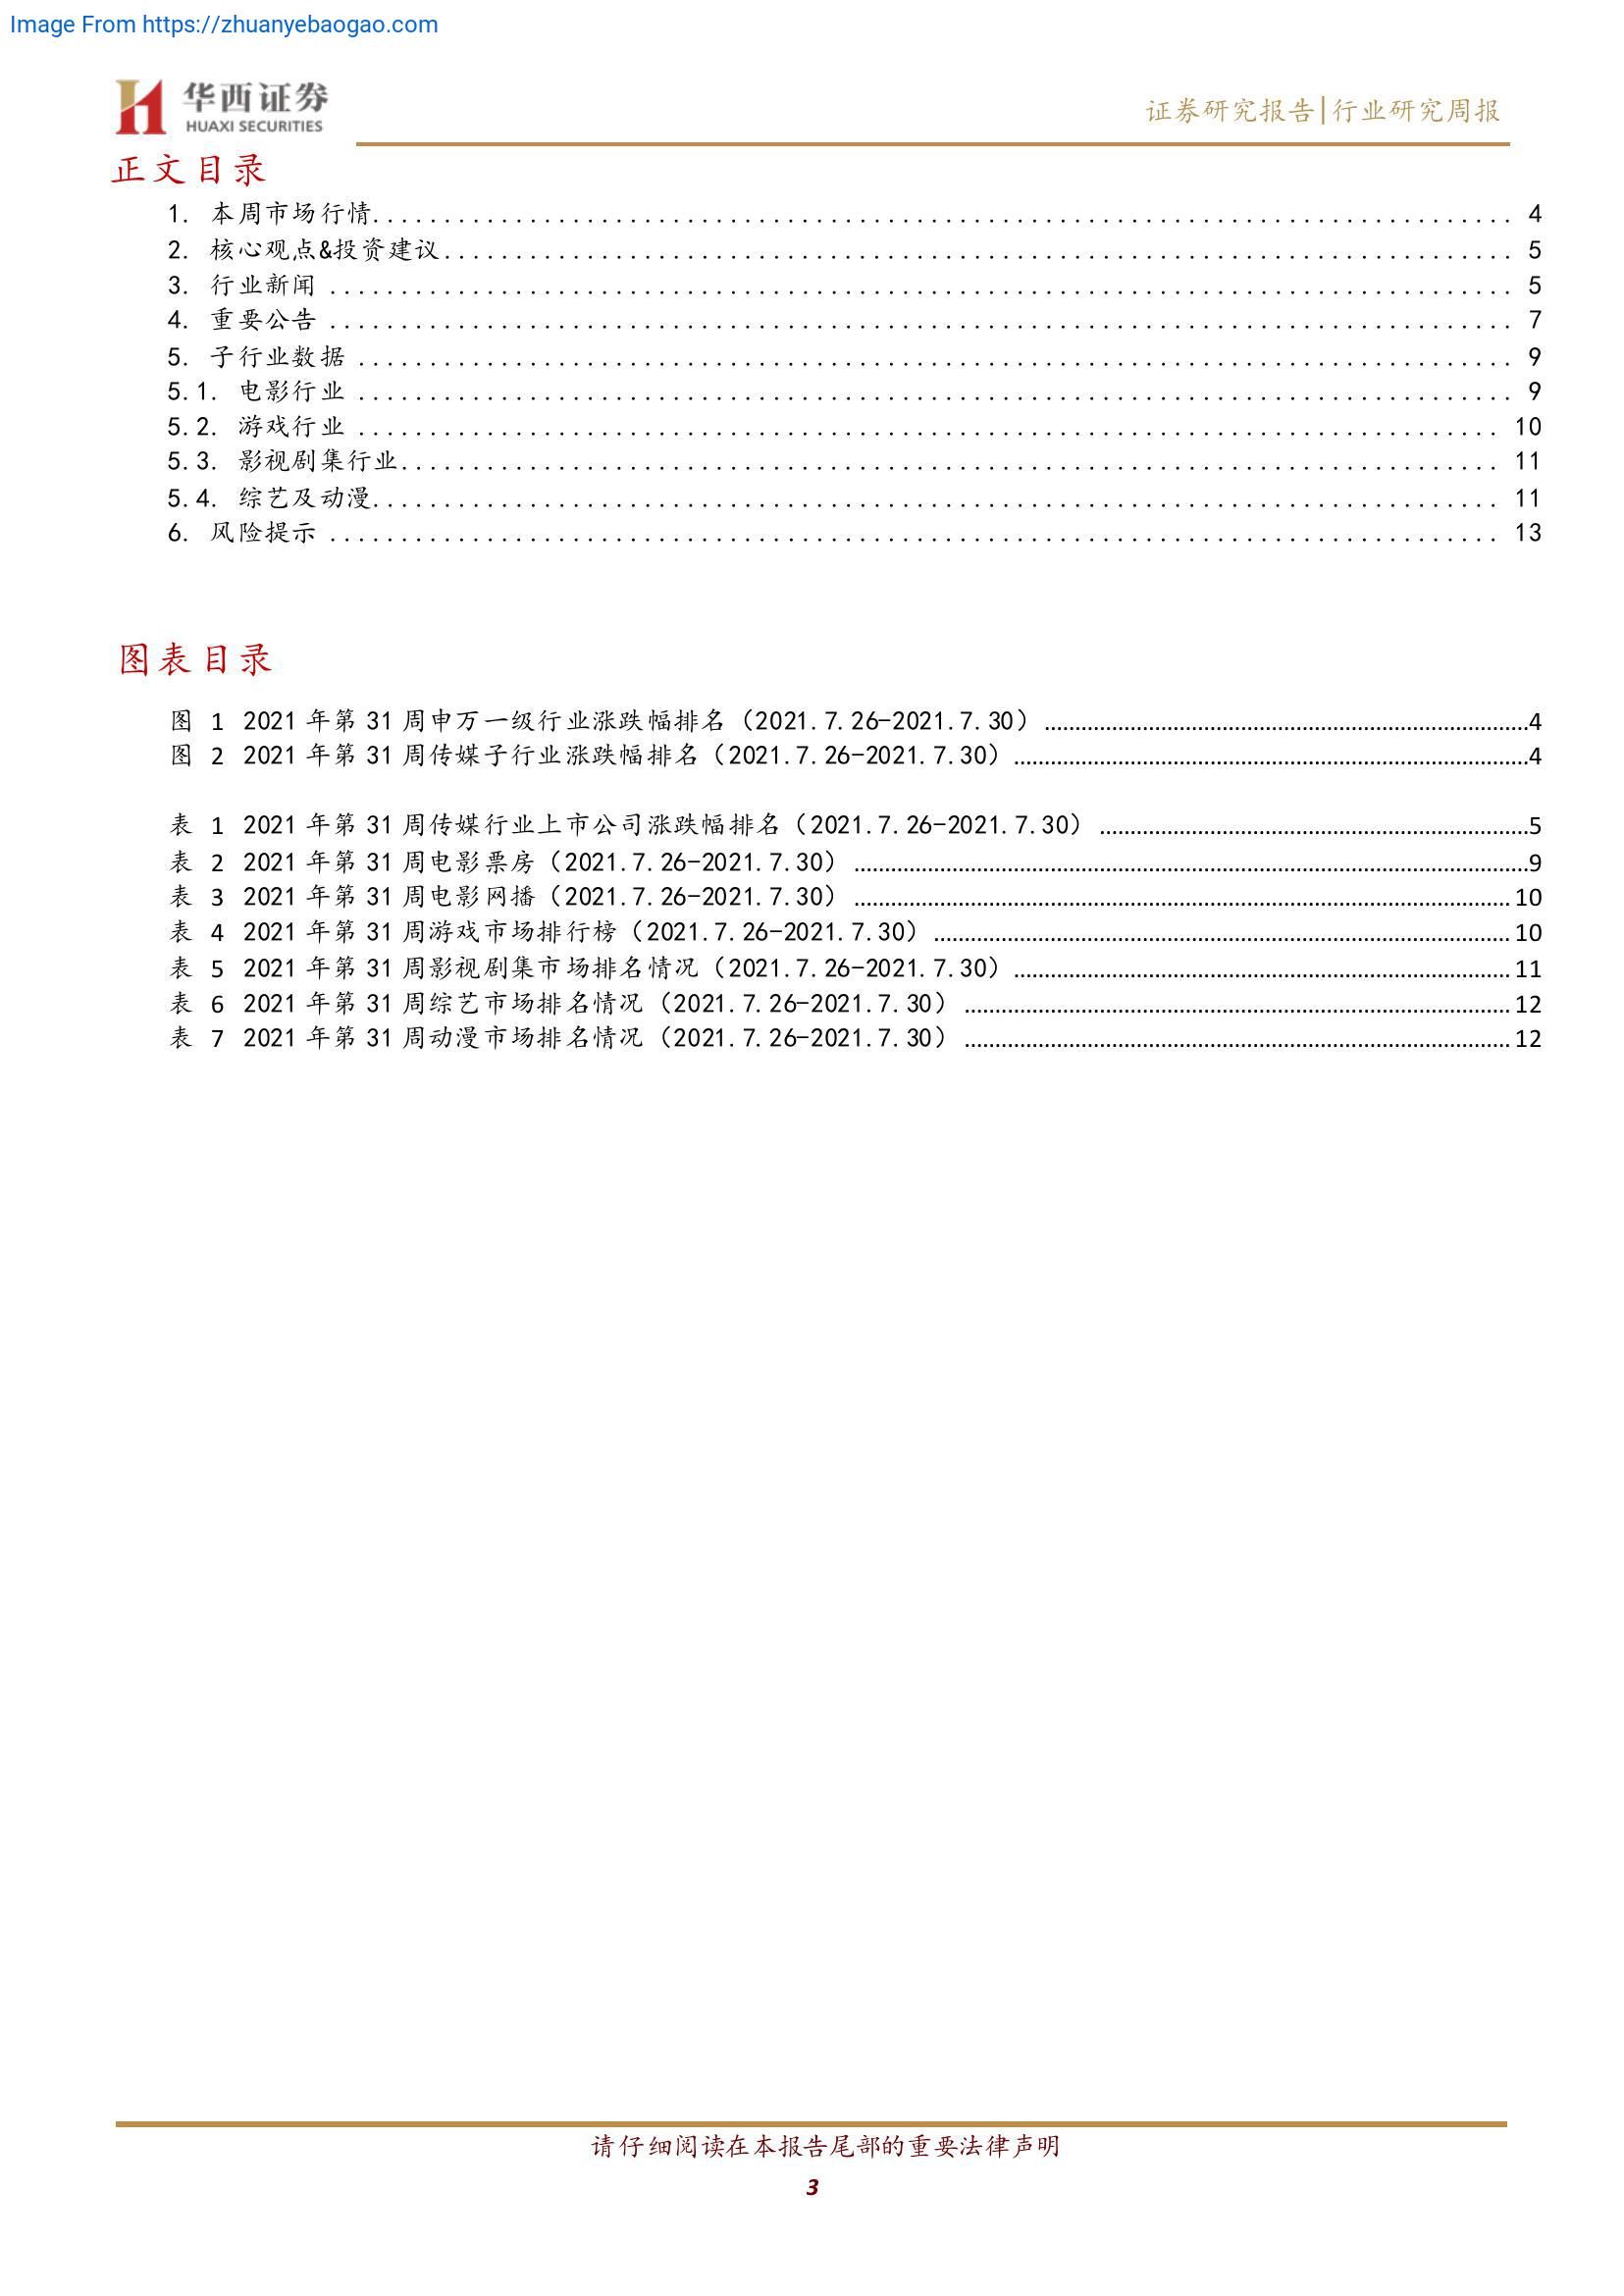 Image From https://zhuanyebaogao.com
华西证券
HUAXI SECURITIES
证券研究报告|行业研究周报
正文目录
1. 本周市场行情........................................ 4
2. 核心观点&投资建议........................................ 5
3. 行业新闻 ........................................ 5
4. 重要公告 ........................................ 7
5. 子行业数据 ........................................ 9
5.1. 电影行业 ........................................ 9
5.2. 游戏行业 ........................................ 10
5.3. 影视剧集行业........................................ 11
5.4. 综艺及动漫........................................ 11
6. 风险提示 ........................................ 13
图表目录
图 1 2021 年第 31 周申万一级行业涨跌幅排名（2021.7.26-2021.7.30）........................................4
图 2 2021 年第 31 周传媒子行业涨跌幅排名（2021.7.26-2021.7.30）........................................4
表 1 2021 年第 31 周传媒行业上市公司涨跌幅排名（2021.7.26-2021.7.30）........................................5
表 2 2021 年第 31 周电影票房（2021.7.26-2021.7.30）........................................9
表 3 2021 年第 31 周电影网播（2021.7.26-2021.7.30）........................................10
表 4 2021 年第 31 周游戏市场排行榜（2021.7.26-2021.7.30）........................................10
表 5 2021 年第 31 周影视剧集市场排名情况（2021.7.26-2021.7.30）........................................11
表 6 2021 年第 31 周综艺市场排名情况（2021.7.26-2021.7.30）........................................12
表 7 2021 年第 31 周动漫市场排名情况（2021.7.26-2021.7.30）........................................12
请仔细阅读在本报告尾部的重要法律声明
3